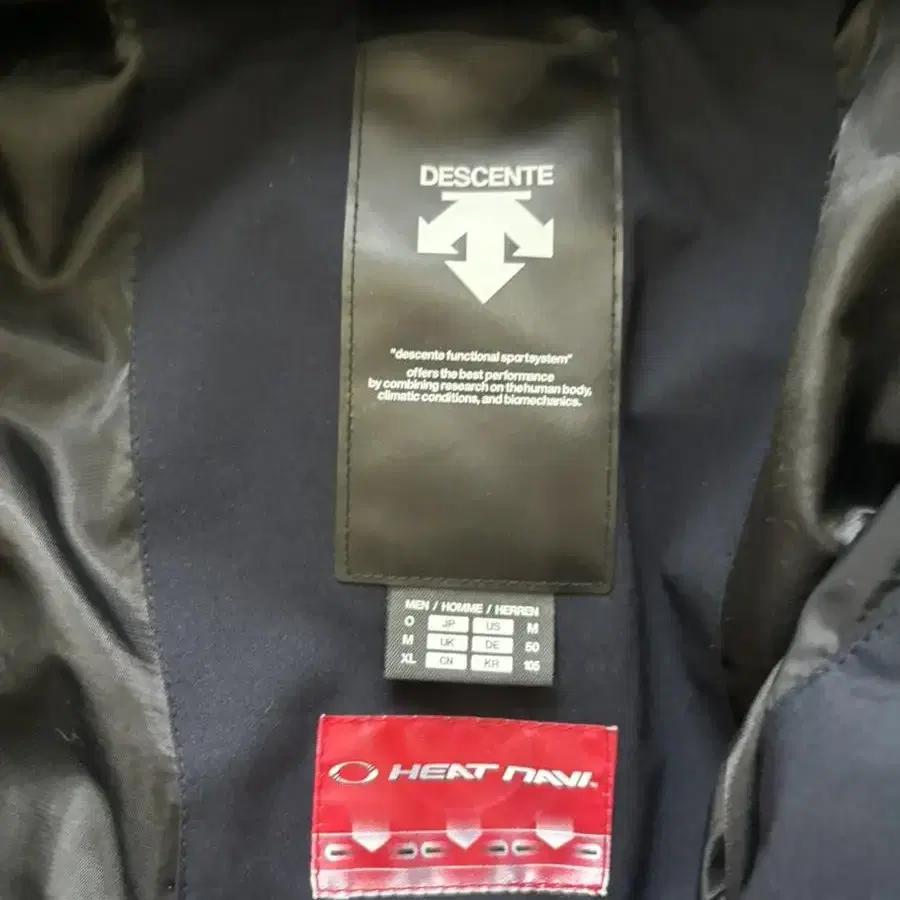 DESCENTE
"descente functional sportsystem"
offers the best performance
by combining research on the human body,
climatic conditions, and biomechanics.
MEN / HOMME / HERREN
O JP US M
M UK DE 50
XL CN KR 105
HEAT NAVI.